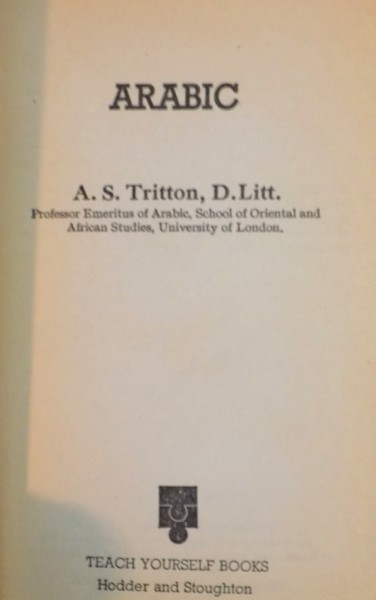 ARABIC
A. S. Tritton, D.Litt.
Professor Emeritus of Arabic, School of Oriental and
African Studies, University of London.
TEACH YOURSELF BOOKS
Hodder and Stoughton